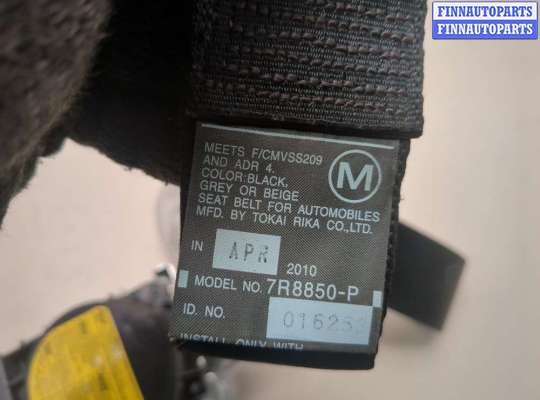 FINNAUTOPARTS
FINNAUTOPARTS
MEETS F/CMVSS209
AND ADR 4.
COLOR:BLACK,
GREY OR BEIGE
SEAT BELT FOR AUTOMOBILES
MFD. BY TOKAI RIKA CO.,LTD.
M
IN APR 2010
MODEL NO. 7R8850-P
ID. NO.
INSTALL ONLY WITH